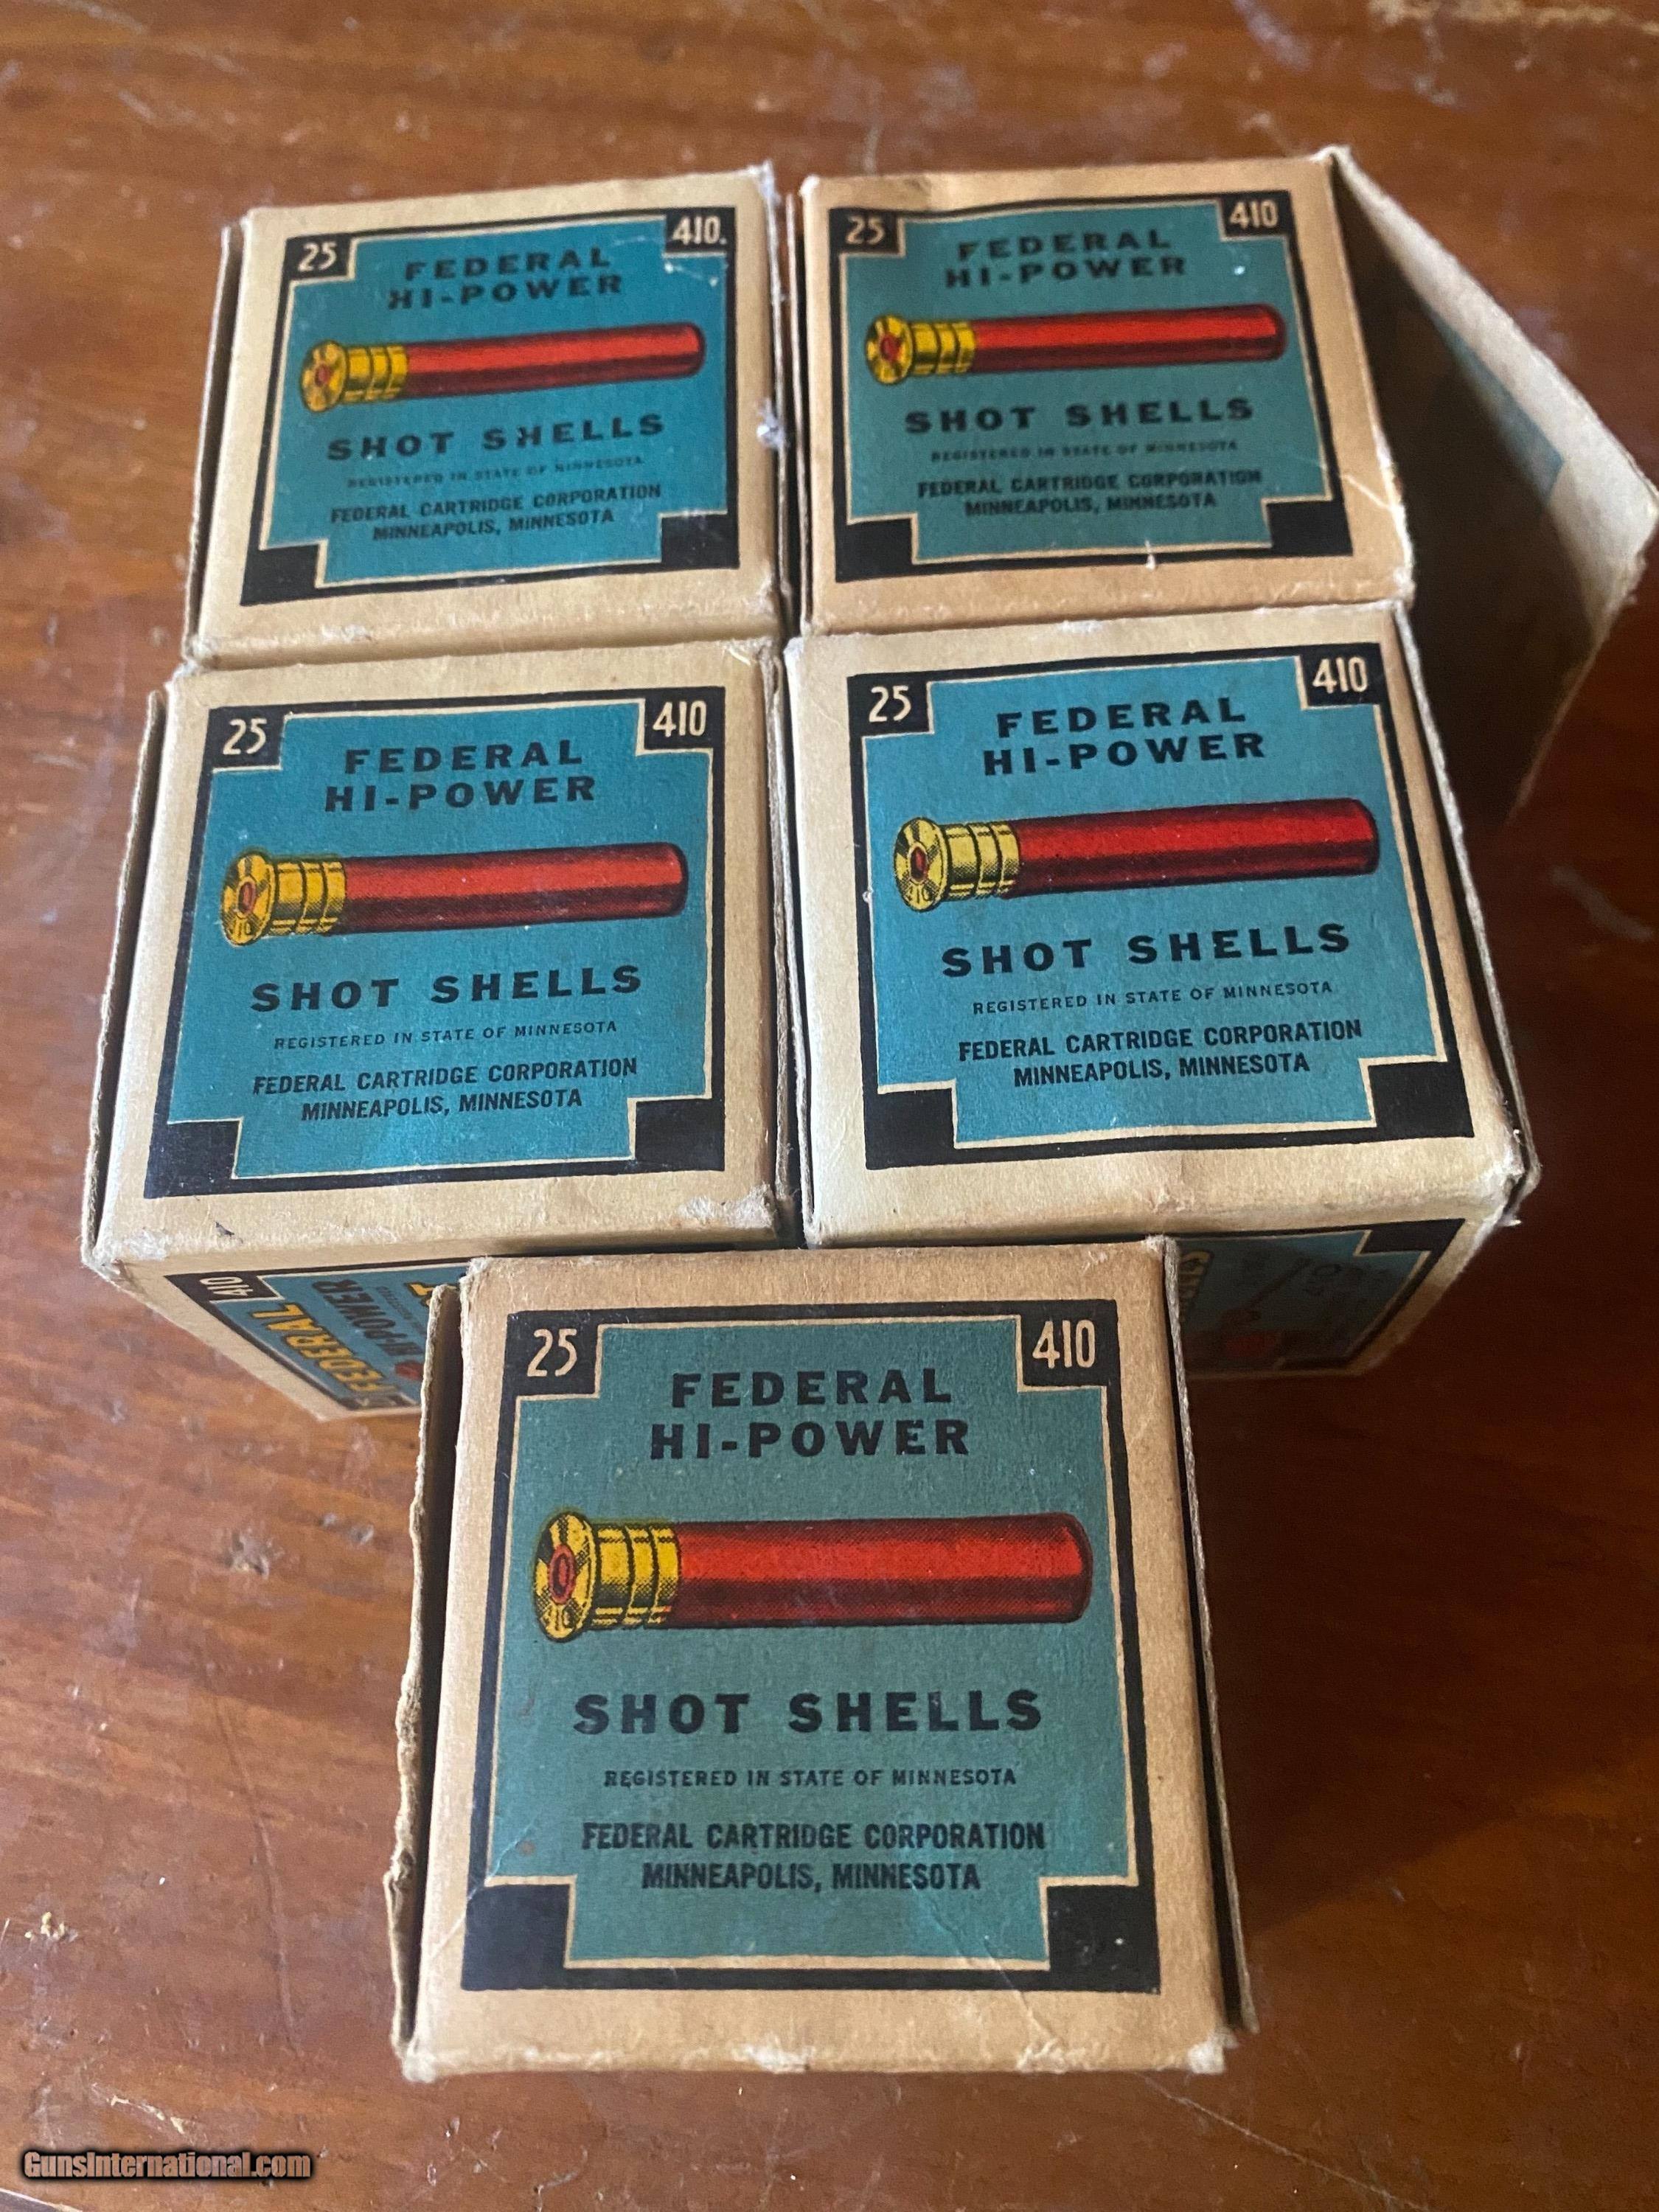 25 410
FEDERAL
HI-POWER
SHOT SHELLS
REGISTERED IN STATE OF MINNESOTA
FEDERAL CARTRIDGE CORPORATION
MINNEAPOLIS, MINNESOTA
25 410
FEDERAL
HI-POWER
SHOT SHELLS
REGISTERED IN STATE OF MINNESOTA
FEDERAL CARTRIDGE CORPORATION
MINNEAPOLIS, MINNESOTA
25 410
FEDERAL
HI-POWER
410
SHOT SHELLS
REGISTERED IN STATE OF MINNESOTA
FEDERAL CARTRIDGE CORPORATION
MINNEAPOLIS, MINNESOTA
25 410
FEDERAL
HI-POWER
410
SHOT SHELLS
REGISTERED IN STATE OF MINNESOTA
FEDERAL CARTRIDGE CORPORATION
MINNEAPOLIS, MINNESOTA
410
FEDERAL
HI-POWER
25 410
FEDERAL
HI-POWER
410
SHOT SHELLS
REGISTERED IN STATE OF MINNESOTA
FEDERAL CARTRIDGE CORPORATION
MINNEAPOLIS, MINNESOTA
GunsInternational.com